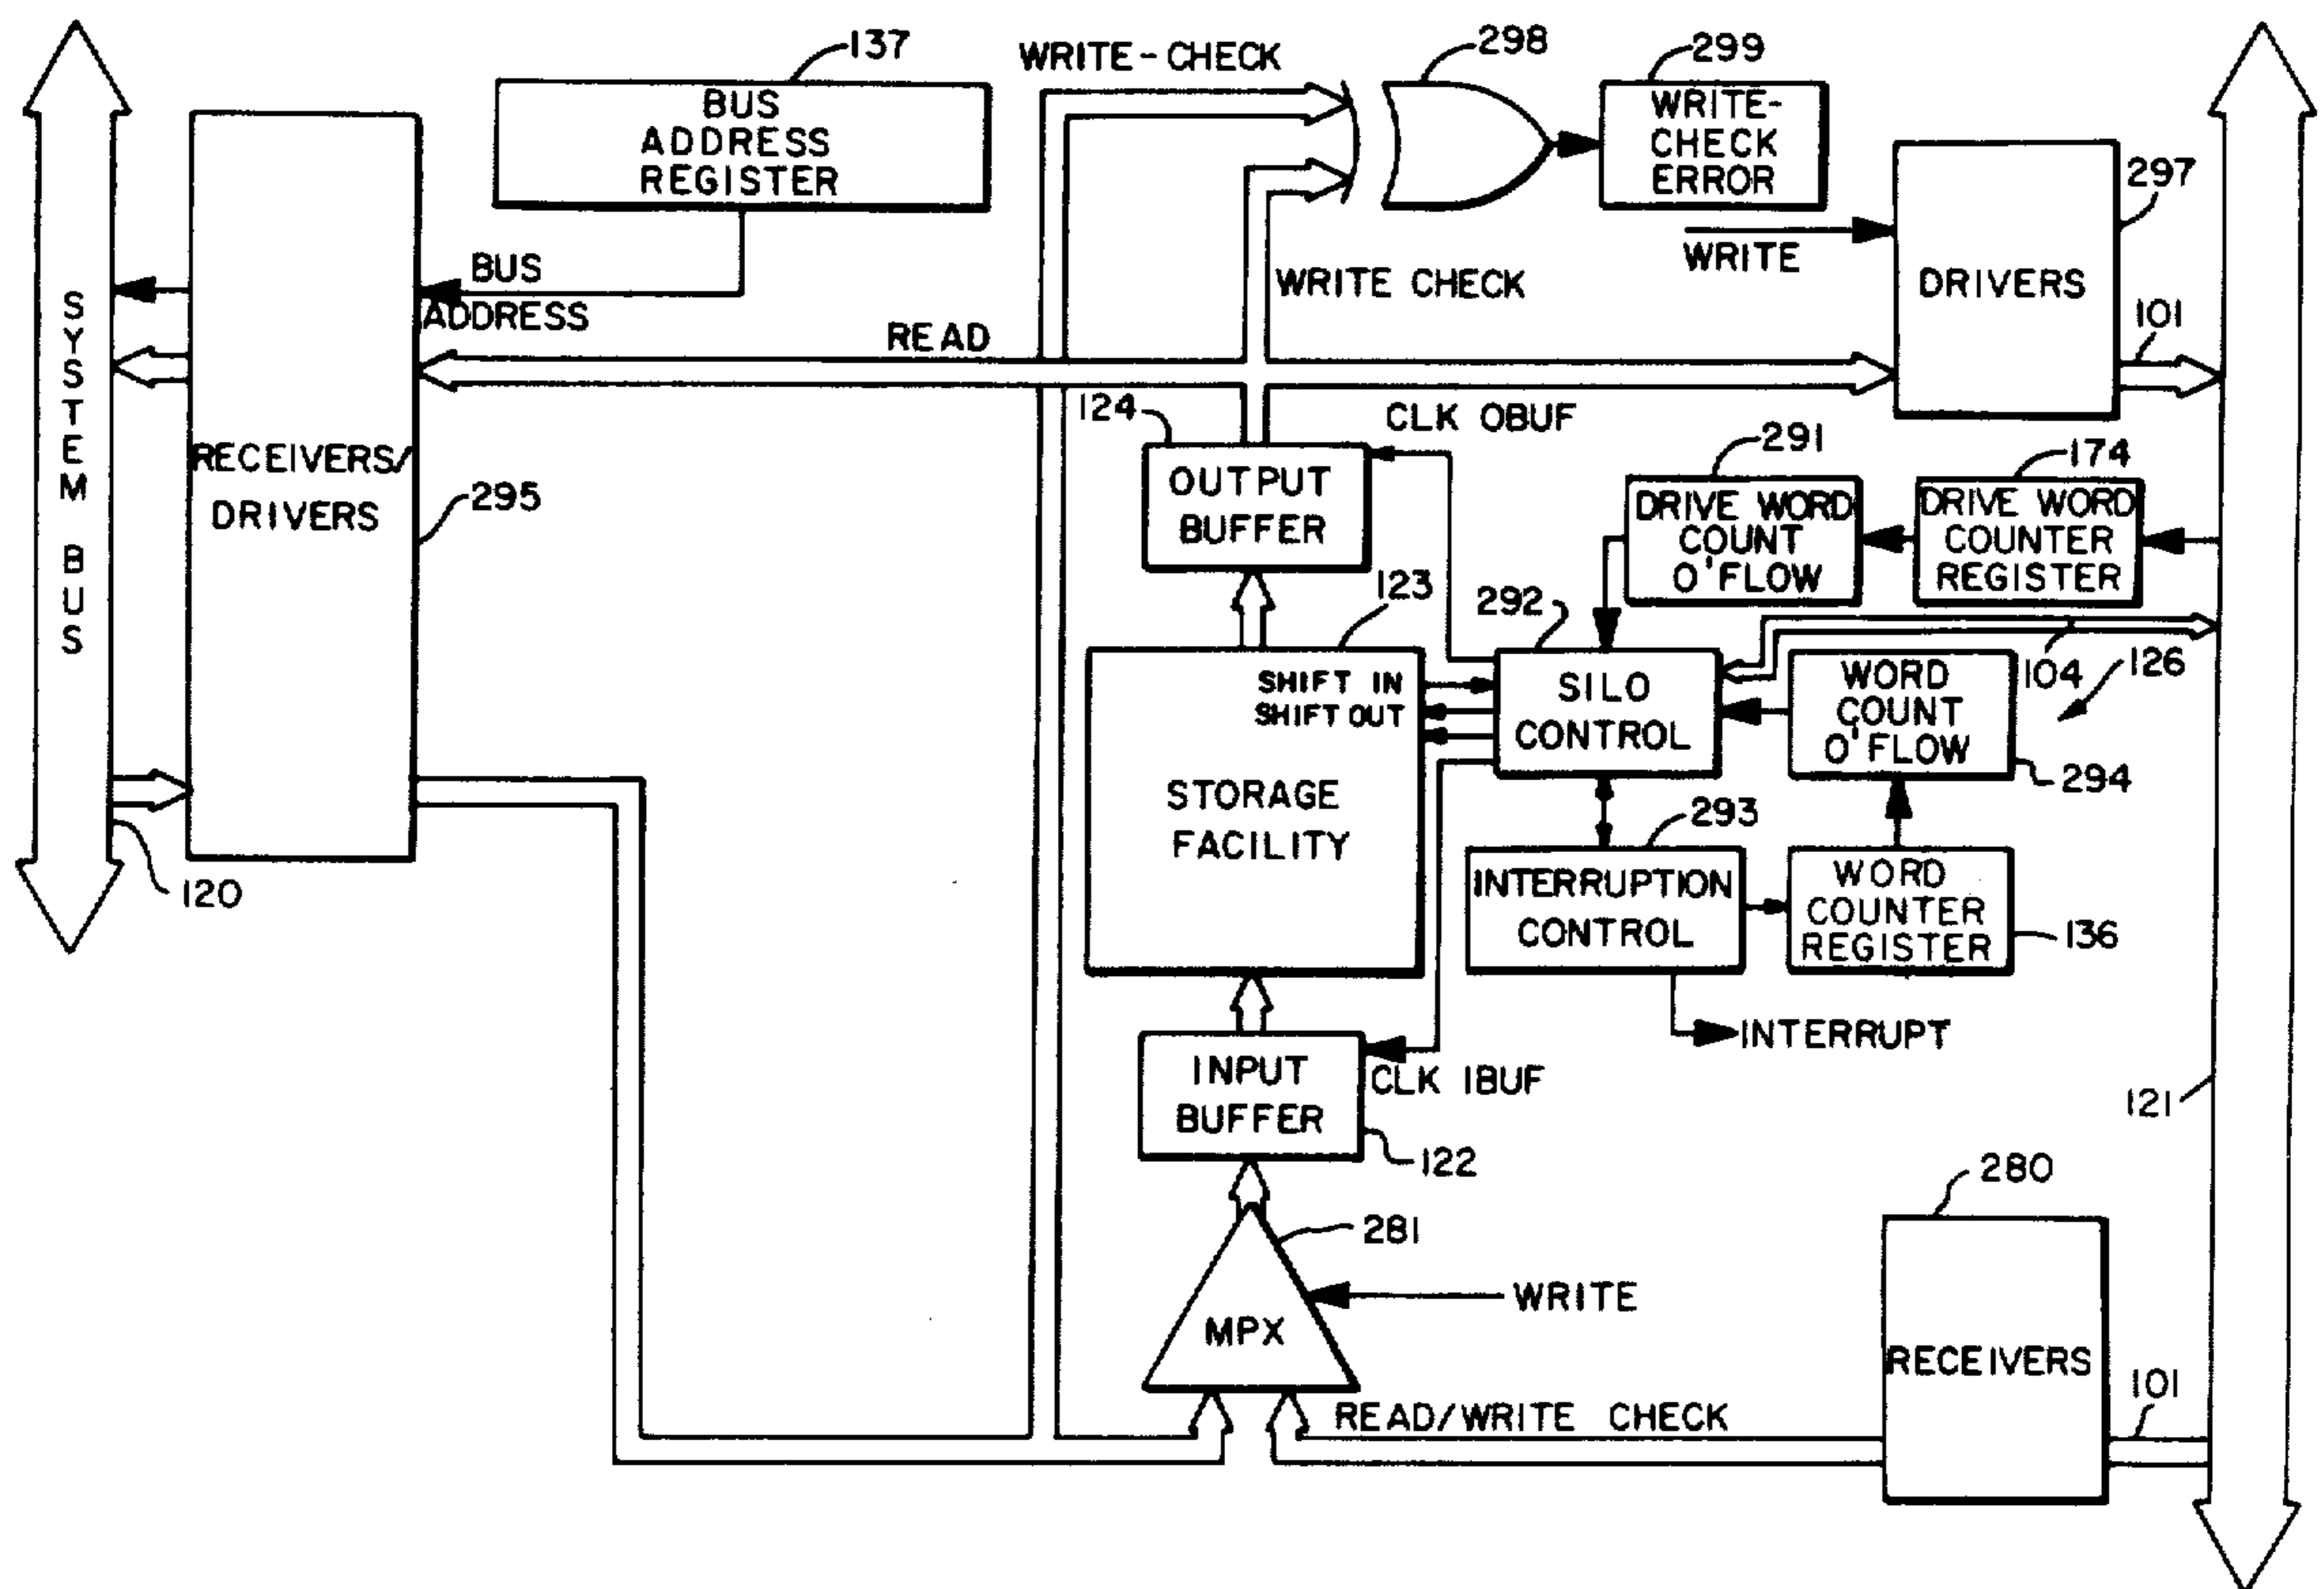 137
WRITE-CHECK
298
299
BUS
ADDRESS
REGISTER
WRITE-
CHECK
ERROR
297
WRITE
DRIVERS
BUS
ADDRESS
WRITE CHECK
SYSTEM BUS
READ
101
124
CLK OBUF
291
174
RECEIVERS/
DRIVERS
295
OUTPUT
BUFFER
DRIVE WORD
COUNT
O'FLOW
DRIVE WORD
COUNTER
REGISTER
123
292
SHIFT IN
SHIFT OUT
SILO
CONTROL
WORD
COUNT
O'FLOW
104
126
294
STORAGE
FACILITY
293
120
INTERRUPTION
CONTROL
WORD
COUNTER
REGISTER
136
INTERRUPT
INPUT
BUFFER
CLK IBUF
122
121
280
281
WRITE
MPX
RECEIVERS
READ/WRITE CHECK
101